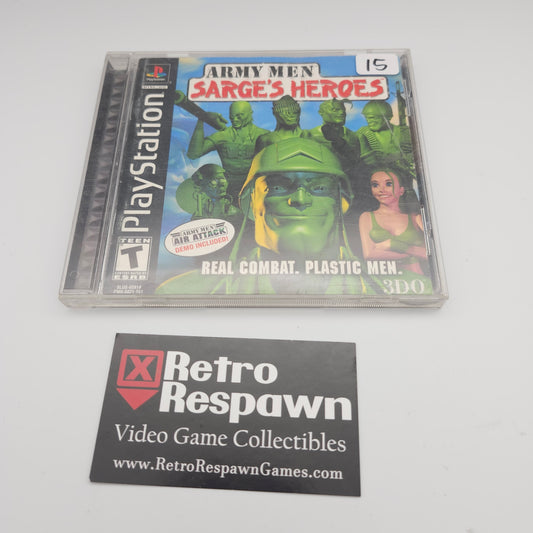 15
ARMY MEN
SARGE'S HEROES
PlayStation
PlayStation
ARMY MEN
AIR ATTACK
DEMO INCLUDED!
TEEN
T
ESRB
REAL COMBAT. PLASTIC MEN.
3DO
X Retro
Respawn
Video Game Collectibles
www.RetroRespawnGames.com